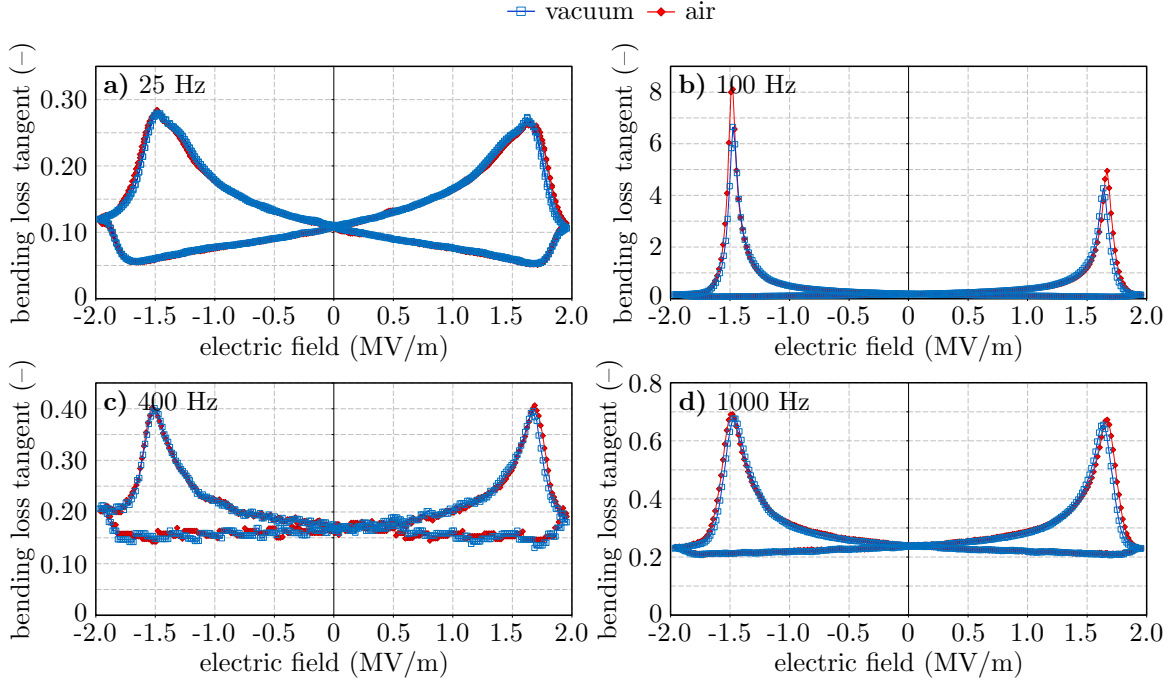 vacuum air
a) 25 Hz
bending loss tangent (–)
0.30
0.20
0.10
0
-2.0 -1.5 -1.0 -0.5 0 0.5 1.0 1.5 2.0
electric field (MV/m)
b) 100 Hz
bending loss tangent (–)
8
6
4
2
0
-2.0 -1.5 -1.0 -0.5 0 0.5 1.0 1.5 2.0
electric field (MV/m)
c) 400 Hz
bending loss tangent (–)
0.40
0.30
0.20
0.10
0
-2.0 -1.5 -1.0 -0.5 0 0.5 1.0 1.5 2.0
electric field (MV/m)
d) 1000 Hz
bending loss tangent (–)
0.8
0.6
0.4
0.2
0
-2.0 -1.5 -1.0 -0.5 0 0.5 1.0 1.5 2.0
electric field (MV/m)